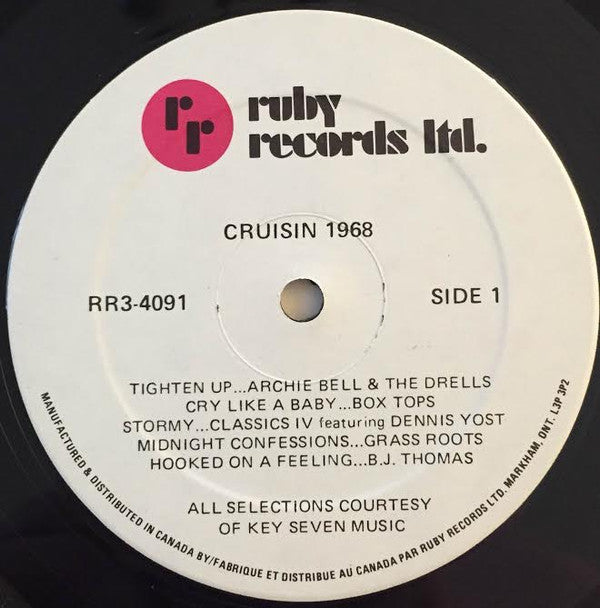 rr
ruby
records ltd.
CRUISIN 1968
RR3-4091
SIDE 1
TIGHTEN UP...ARCHIE BELL & THE DRELLS
CRY LIKE A BABY...BOX TOPS
STORMY...CLASSICS IV featuring DENNIS YOST
MIDNIGHT CONFESSIONS...GRASS ROOTS
HOOKED ON A FEELING...B.J. THOMAS
ALL SELECTIONS COURTESY
OF KEY SEVEN MUSIC
MANUFACTURED & DISTRIBUTED IN CANADA BY/FABRIQUE ET DISTRIBUE AU CANADA PAR RUBY RECORDS LTD. MARKHAM, ONT. L3P 3P2